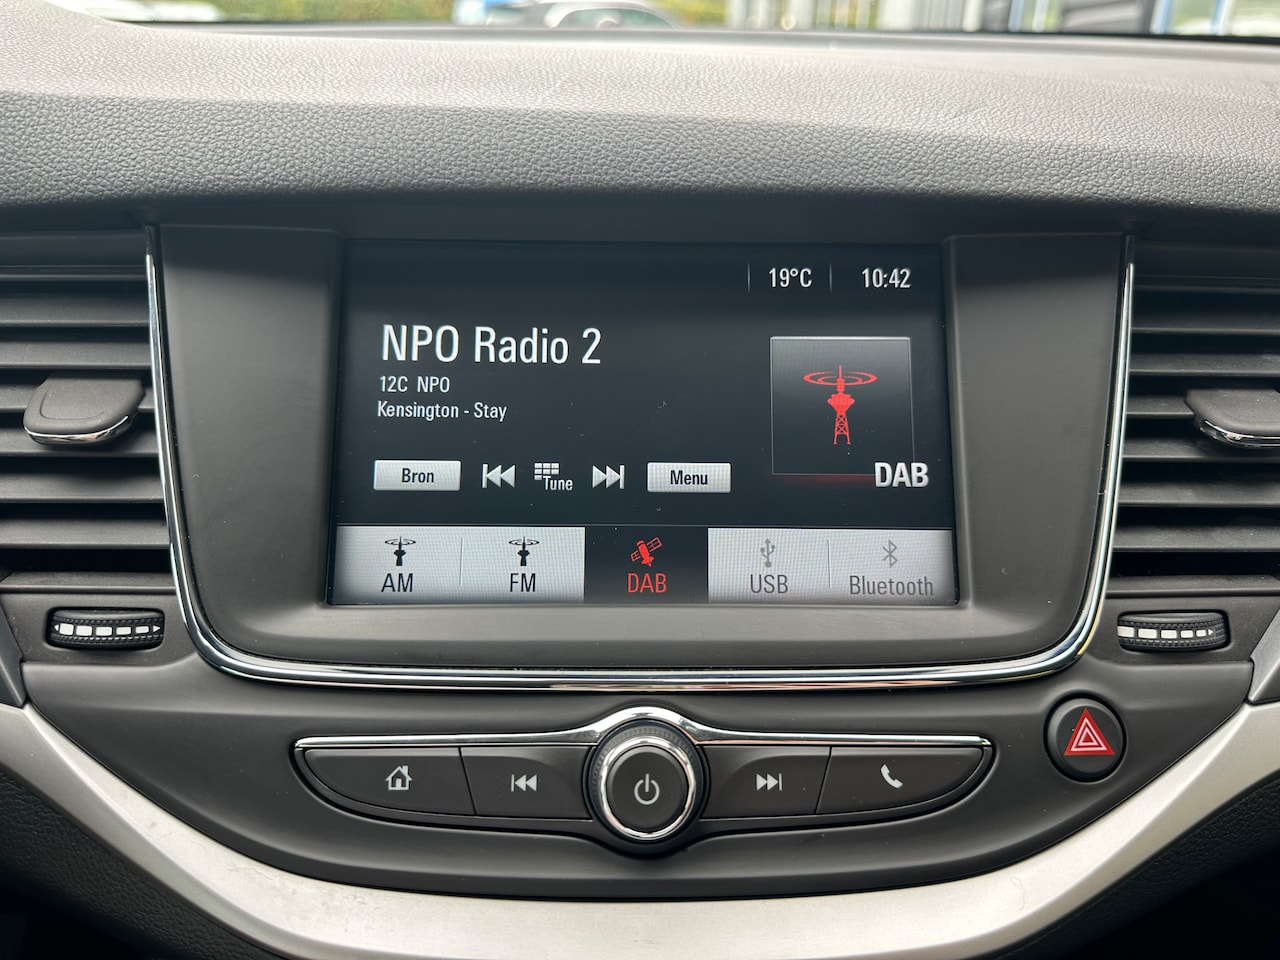 19°C 10:42
NPO Radio 2
12C NPO
Kensington - Stay
Bron Tune Menu
DAB
AM FM DAB USB Bluetooth